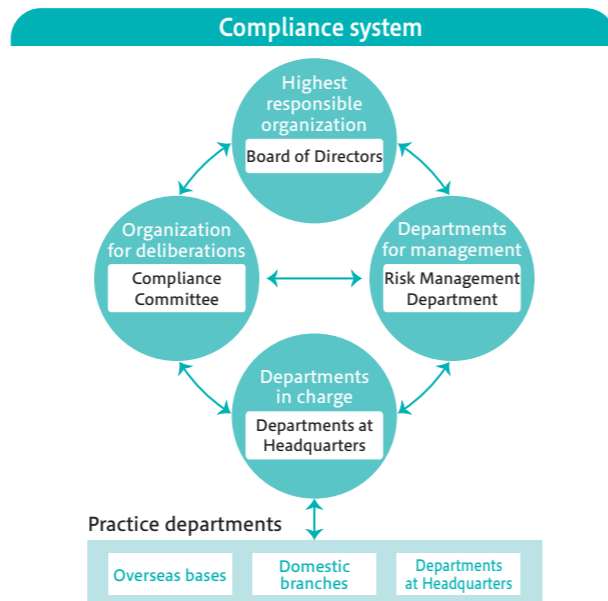 Compliance system
Highest
responsible
organization
Board of Directors
Organization
for deliberations
Compliance
Committee
Departments
for management
Risk Management
Department
Departments
in charge
Departments at
Headquarters
Practice departments
Overseas bases
Domestic
branches
Departments
at Headquarters